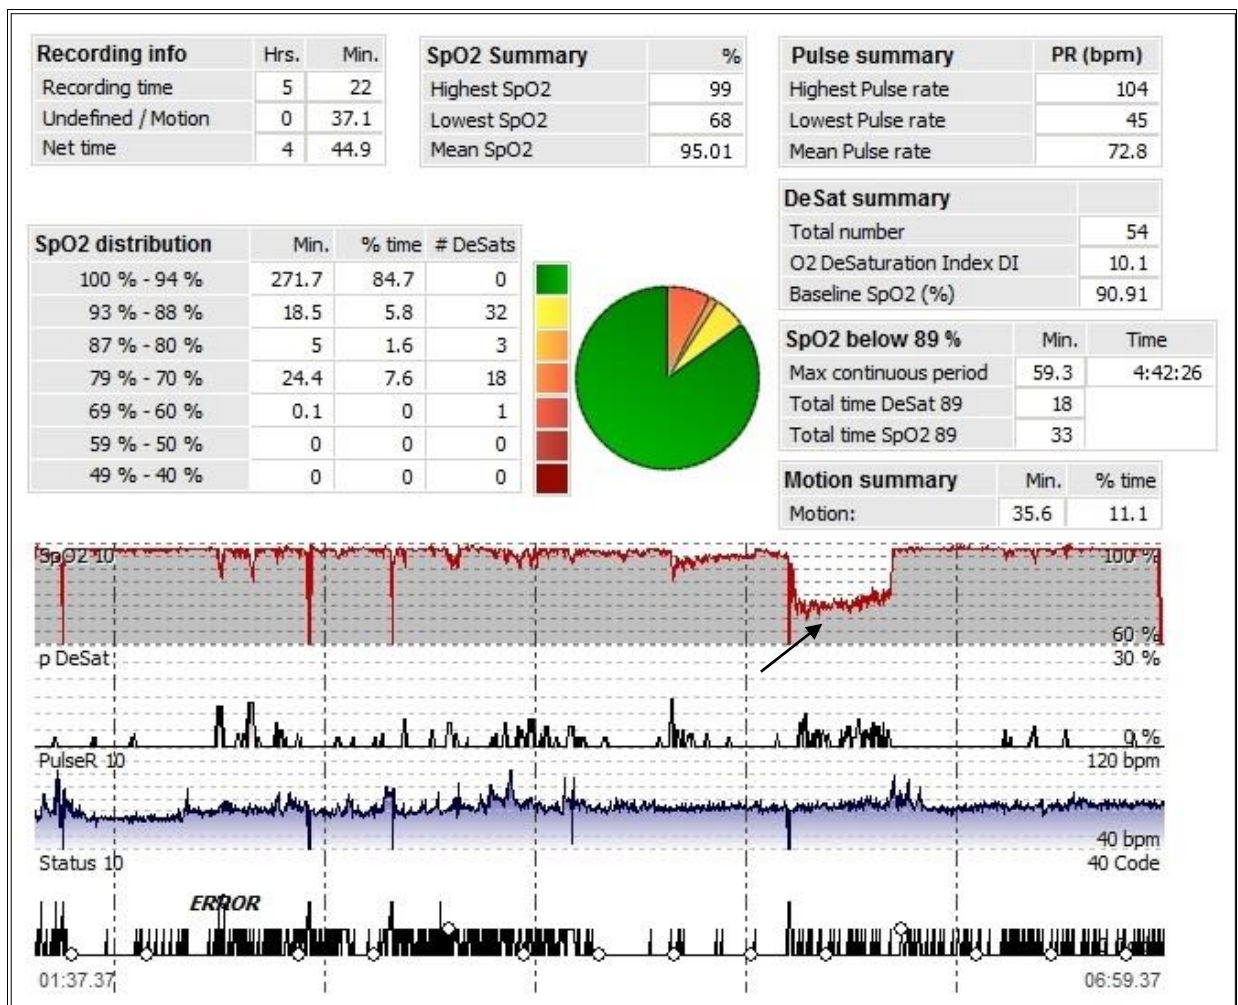 Recording info Hrs. Min.
Recording time 5 22
Undefined / Motion 0 37.1
Net time 4 44.9
SpO2 Summary %
Highest SpO2 99
Lowest SpO2 68
Mean SpO2 95.01
Pulse summary PR (bpm)
Highest Pulse rate 104
Lowest Pulse rate 45
Mean Pulse rate 72.8
DeSat summary
Total number 54
O2 DeSaturation Index DI 10.1
Baseline SpO2 (%) 90.91
SpO2 distribution Min. % time # DeSats
100 % - 94 % 271.7 84.7 0
93 % - 88 % 18.5 5.8 32
87 % - 80 % 5 1.6 3
79 % - 70 % 24.4 7.6 18
69 % - 60 % 0.1 0 1
59 % - 50 % 0 0 0
49 % - 40 % 0 0 0
SpO2 below 89 % Min. Time
Max continuous period 59.3 4:42:26
Total time DeSat 89 18
Total time SpO2 89 33
Motion summary Min. % time
Motion: 35.6 11.1
SpO2 10 100 %
60 %
p DeSat 30 %
0 %
PulseR 10 120 bpm
40 bpm
Status 10 40 Code
ERROR
01:37.37 06:59.37